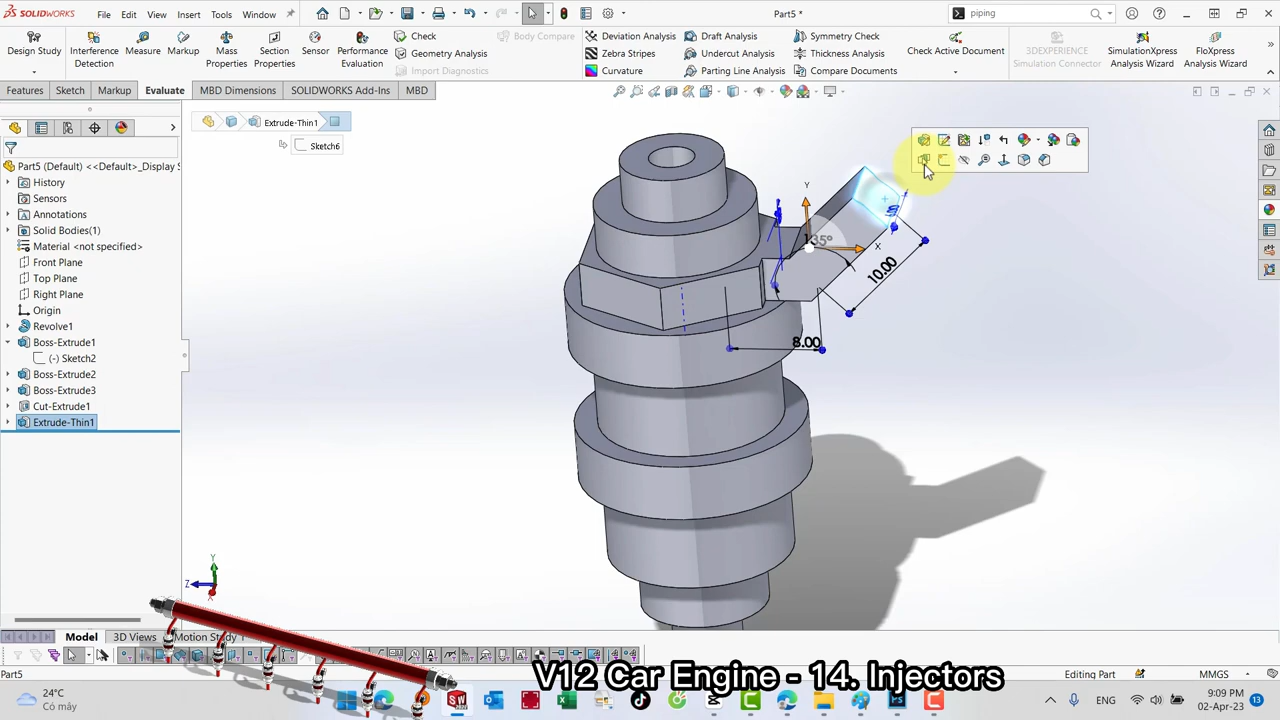 SOLIDWORKS File Edit View Insert Tools Window Part5 * piping
Design Study Interference Detection Measure Markup Mass Properties Section Properties Sensor Performance Evaluation Check Geometry Analysis Import Diagnostics Body Compare Deviation Analysis Zebra Stripes Curvature Draft Analysis Undercut Analysis Parting Line Analysis Symmetry Check Thickness Analysis Compare Documents Check Active Document 3DEXPERIENCE Simulation Connector SimulationXpress Analysis Wizard FloXpress Analysis Wizard
Features Sketch Markup Evaluate MBD Dimensions SOLIDWORKS Add-Ins MBD
Extrude-Thin1
Sketch6
Part5 (Default) <<Default>_Display S
History
Sensors
Annotations
Solid Bodies(1)
Material <not specified>
Front Plane
Top Plane
Right Plane
Origin
Revolve1
Boss-Extrude1
(-) Sketch2
Boss-Extrude2
Boss-Extrude3
Cut-Extrude1
Extrude-Thin1
Y
X
135°
10.00
8.00
Y
Z
X
Model 3D Views Motion Study 1
Part5 Editing Part MMGS
V12 Car Engine - 14. Injectors
24°C
Có mây
ENG
9:09 PM
02-Apr-23